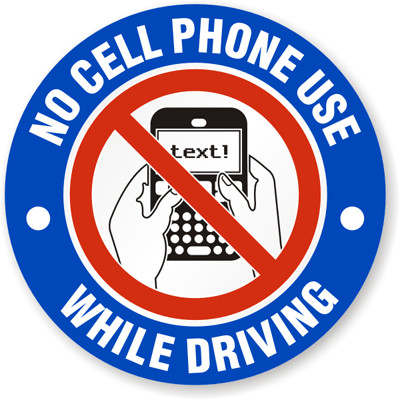 NO CELL PHONE USE
text!
WHILE DRIVING